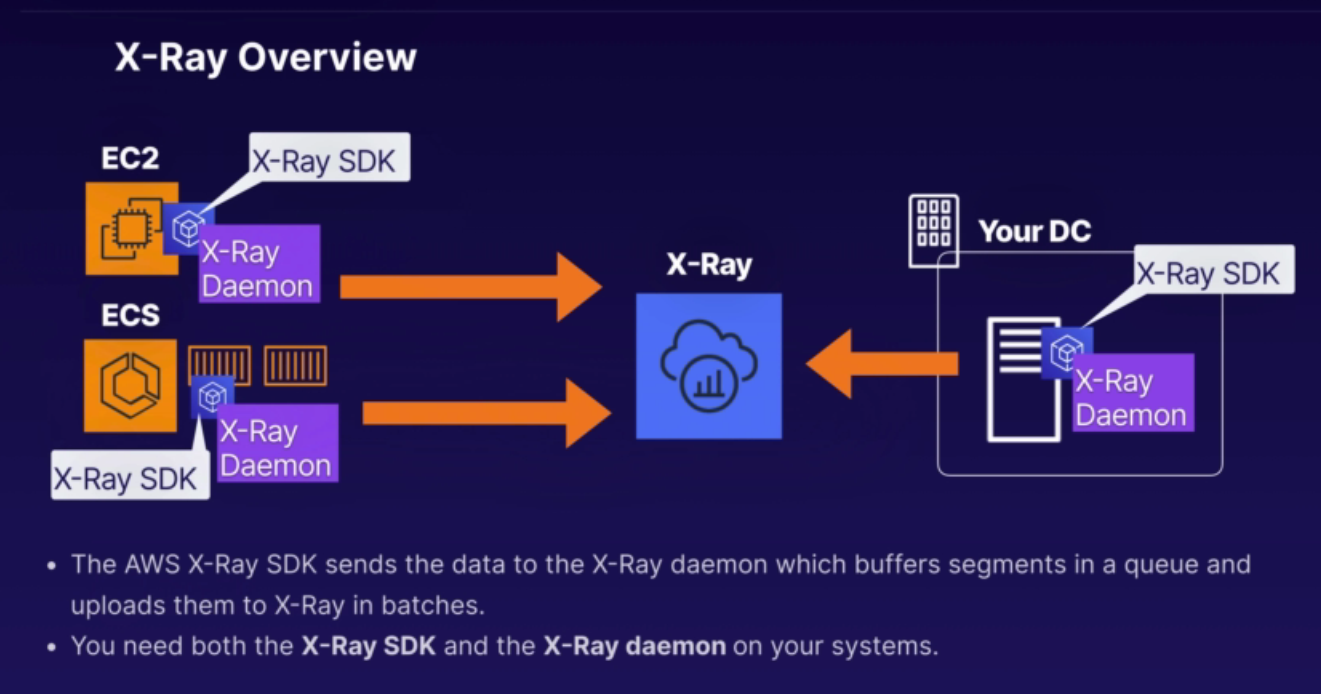 X-Ray Overview
EC2
X-Ray SDK
X-Ray
Daemon
ECS
X-Ray
Daemon
X-Ray SDK
X-Ray
Your DC
X-Ray SDK
X-Ray
Daemon
• The AWS X-Ray SDK sends the data to the X-Ray daemon which buffers segments in a queue and
uploads them to X-Ray in batches.
• You need both the X-Ray SDK and the X-Ray daemon on your systems.